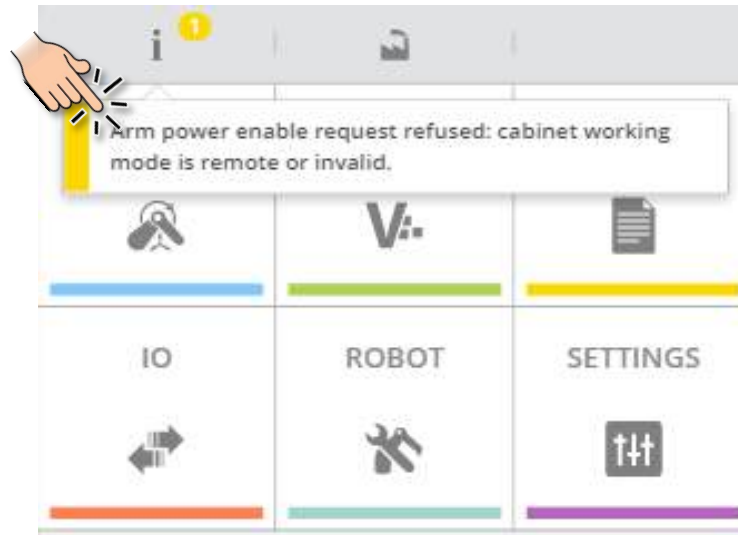 i 1
Arm power enable request refused: cabinet working
mode is remote or invalid.
IO ROBOT SETTINGS